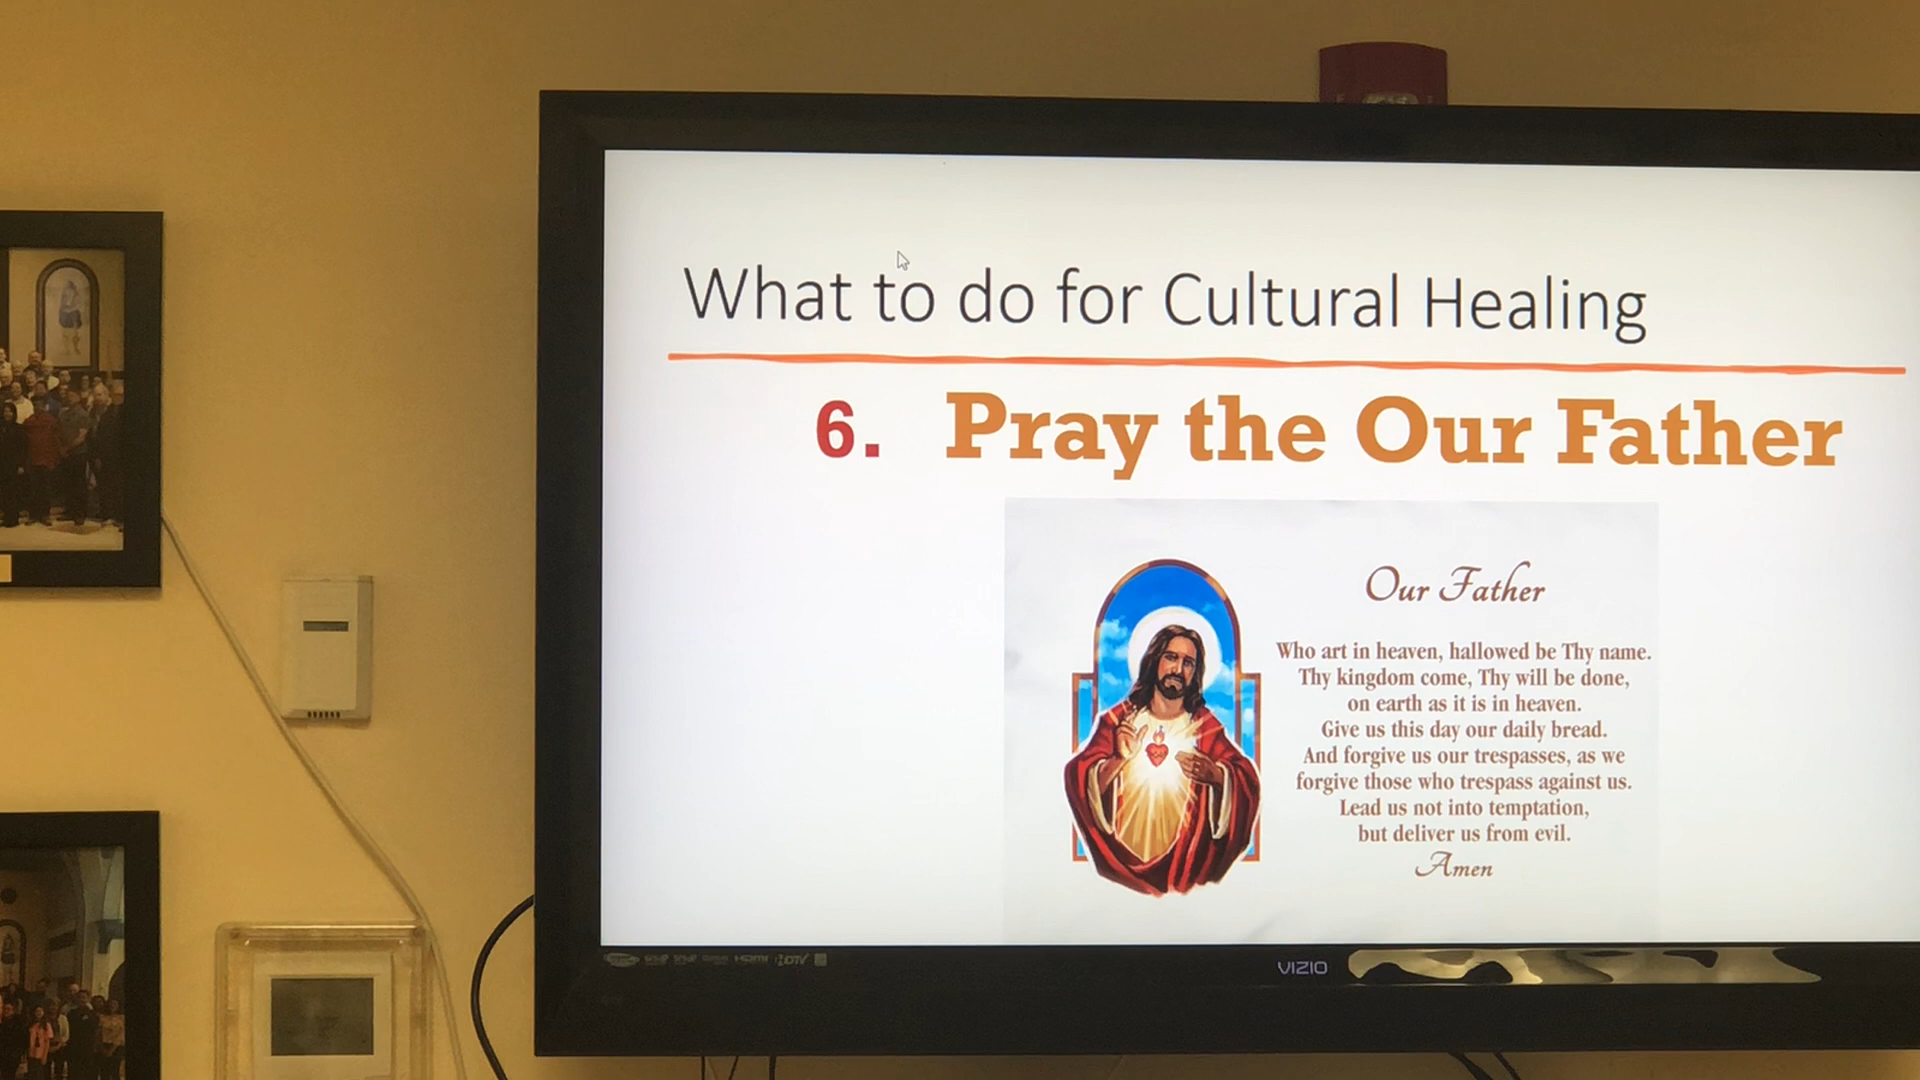 What to do for Cultural Healing
6. Pray the Our Father
Our Father
Who art in heaven, hallowed be Thy name.
Thy kingdom come, Thy will be done,
on earth as it is in heaven.
Give us this day our daily bread.
And forgive us our trespasses, as we
forgive those who trespass against us.
Lead us not into temptation,
but deliver us from evil.
Amen
HDMI HDTV
VIZIO